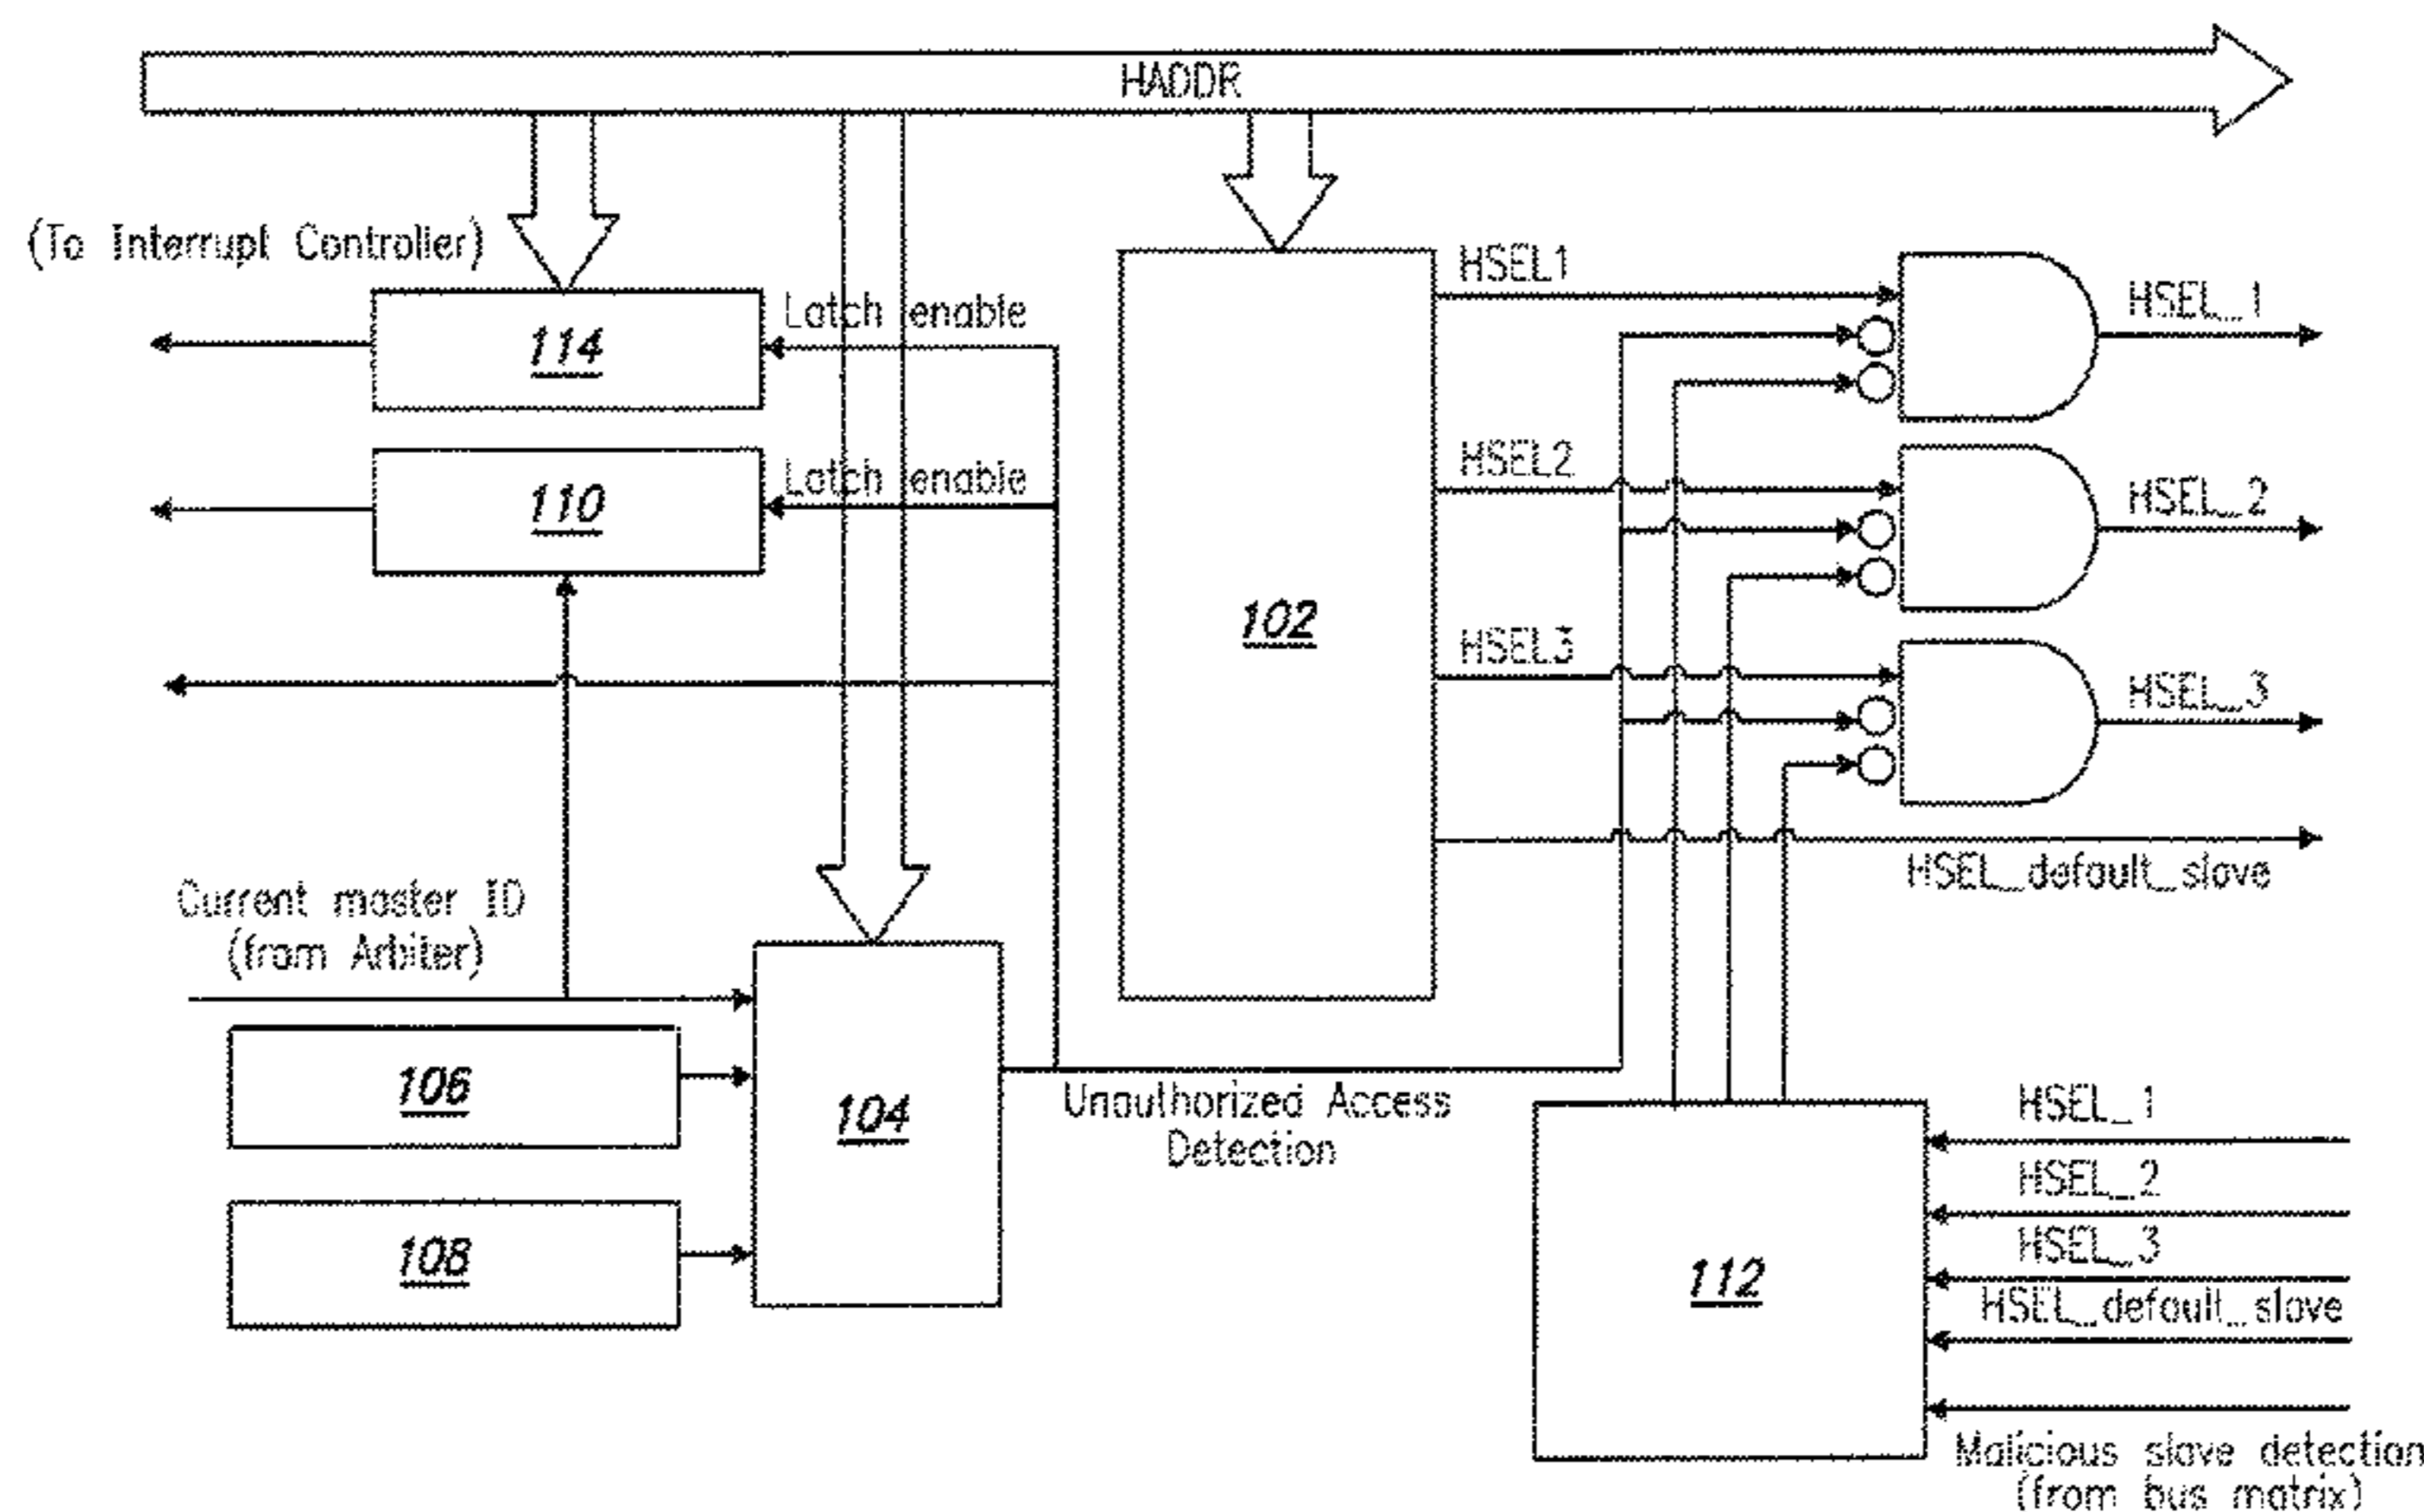 HADDR
(To Interrupt Controller)
114
Latch enable
110
Latch enable
102
HSEL1
HSEL2
HSEL3
HSEL_1
HSEL_2
HSEL_3
HSEL_default_slave
Current master ID
(from Arbiter)
106
108
104
Unauthorized Access
Detection
112
HSEL_1
HSEL_2
HSEL_3
HSEL_default_slave
Malicious slave detection
(from bus matrix)